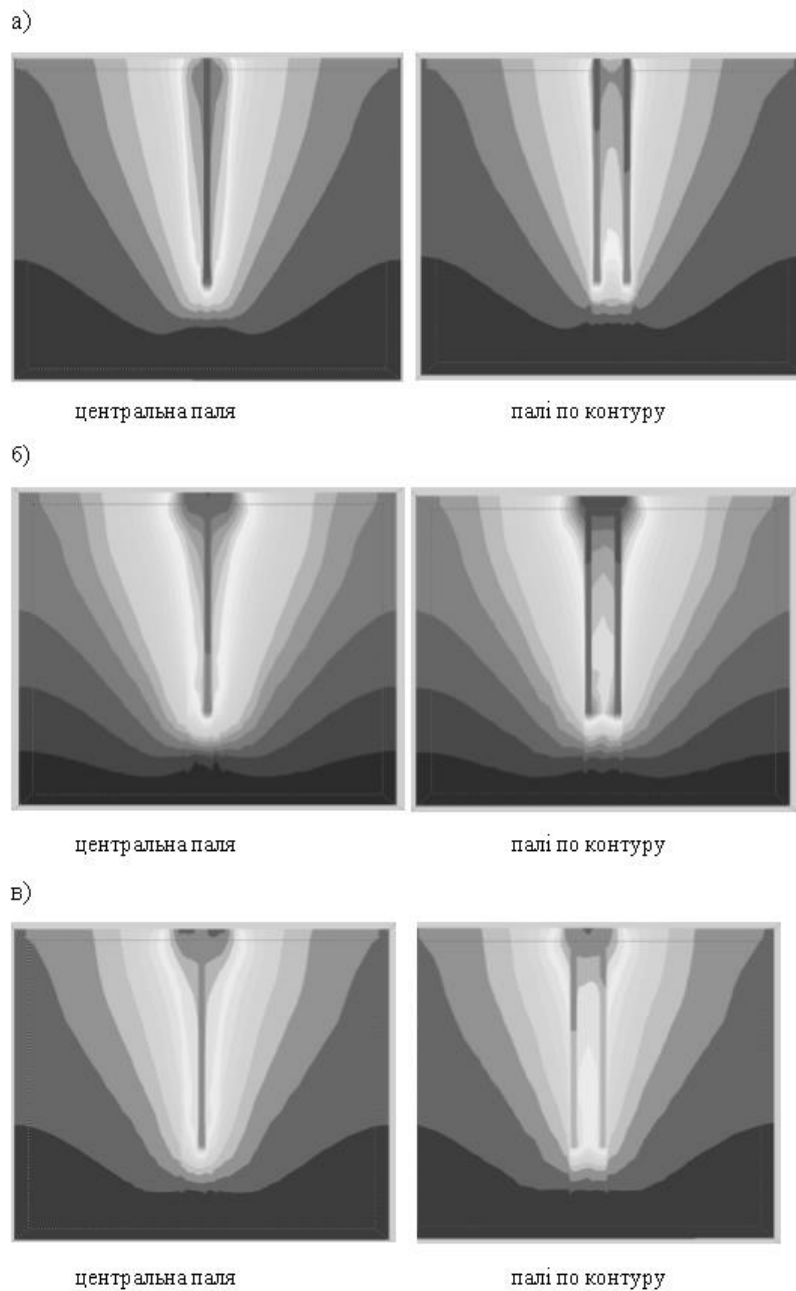 а)
центральна паля
палі по контуру
б)
центральна паля
палі по контуру
в)
центральна паля
палі по контуру